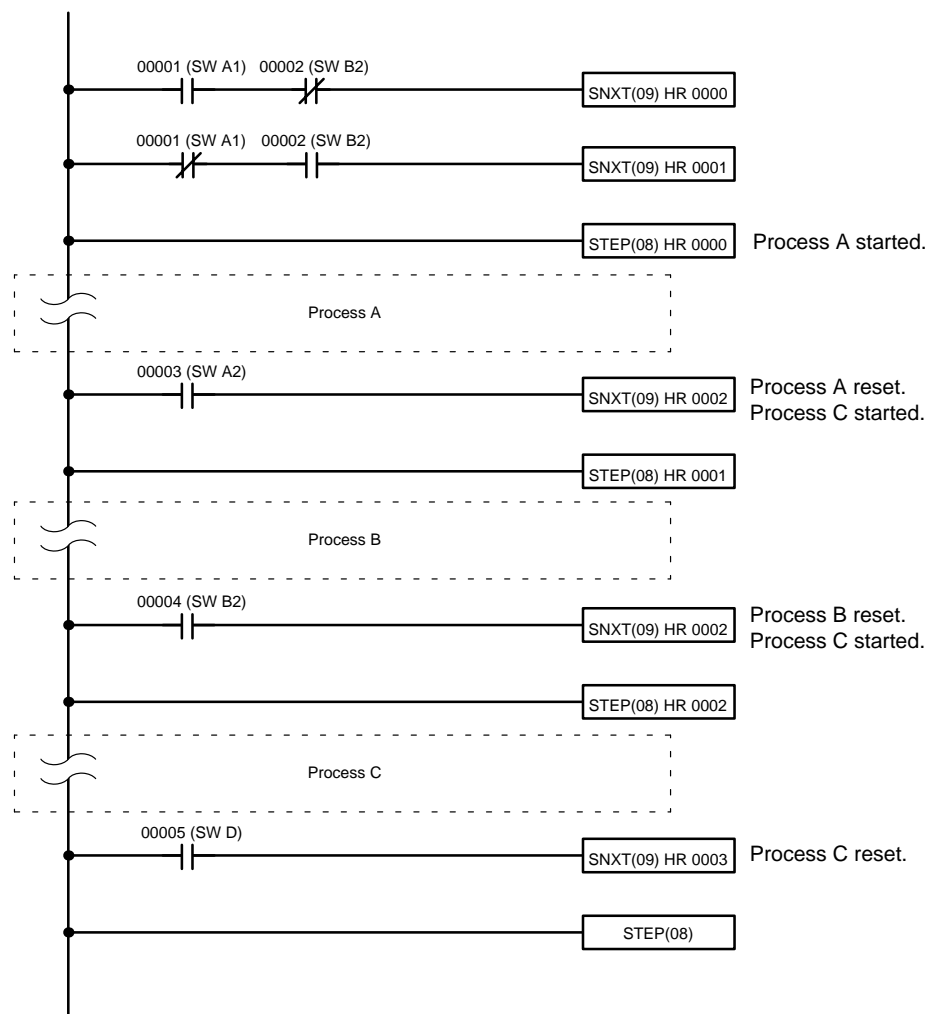 00001 (SW A1) 00002 (SW B2)
SNXT(09) HR 0000
00001 (SW A1) 00002 (SW B2)
SNXT(09) HR 0001
STEP(08) HR 0000 Process A started.
Process A
00003 (SW A2)
SNXT(09) HR 0002
Process A reset.
Process C started.
STEP(08) HR 0001
Process B
00004 (SW B2)
SNXT(09) HR 0002
Process B reset.
Process C started.
STEP(08) HR 0002
Process C
00005 (SW D)
SNXT(09) HR 0003 Process C reset.
STEP(08)